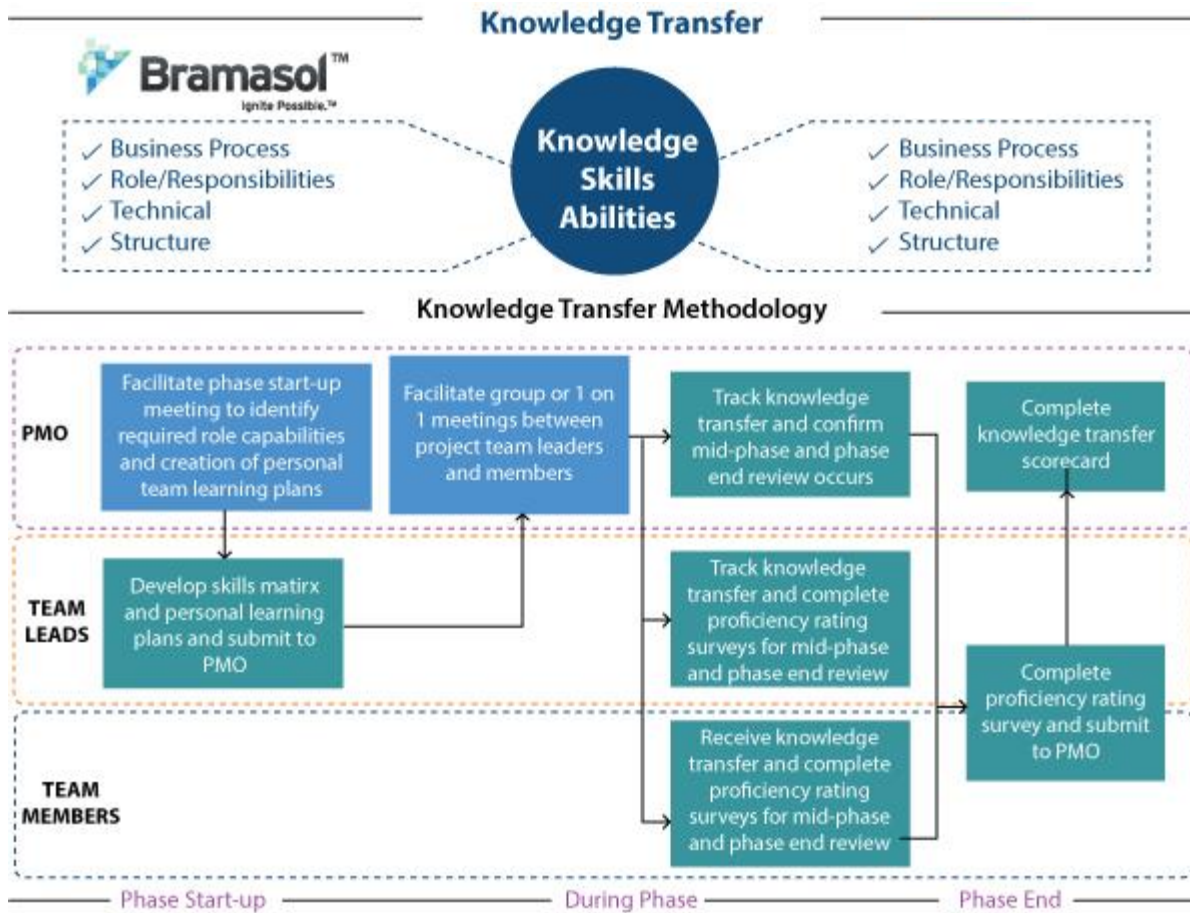 Knowledge Transfer
Bramasol™
Ignite Possible.™
✓ Business Process
✓ Role/Responsibilities
✓ Technical
✓ Structure
Knowledge
Skills
Abilities
✓ Business Process
✓ Role/Responsibilities
✓ Technical
✓ Structure
Knowledge Transfer Methodology
PMO
Facilitate phase start-up
meeting to identify
required role capabilities
and creation of personal
team learning plans
Facilitate group or 1 on
1 meetings between
project team leaders
and members
Track knowledge
transfer and confirm
mid-phase and phase
end review occurs
Complete
knowledge transfer
scorecard
TEAM
LEADS
Develop skills matirx
and personal learning
plans and submit to
PMO
Track knowledge
transfer and complete
proficiency rating
surveys for mid-phase
and phase end review
Complete
proficiency rating
survey and submit
to PMO
TEAM
MEMBERS
Receive knowledge
transfer and complete
proficiency rating
surveys for mid-phase
and phase end review
Phase Start-up
During Phase
Phase End